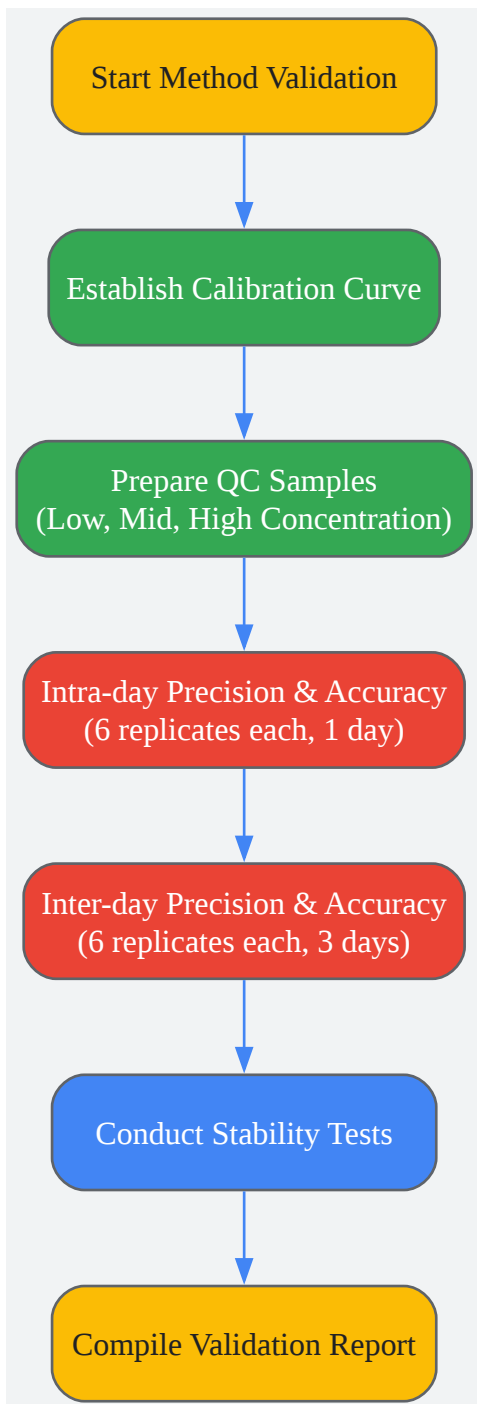 Start Method Validation
Establish Calibration Curve
Prepare QC Samples
(Low, Mid, High Concentration)
Intra-day Precision & Accuracy
(6 replicates each, 1 day)
Inter-day Precision & Accuracy
(6 replicates each, 3 days)
Conduct Stability Tests
Compile Validation Report